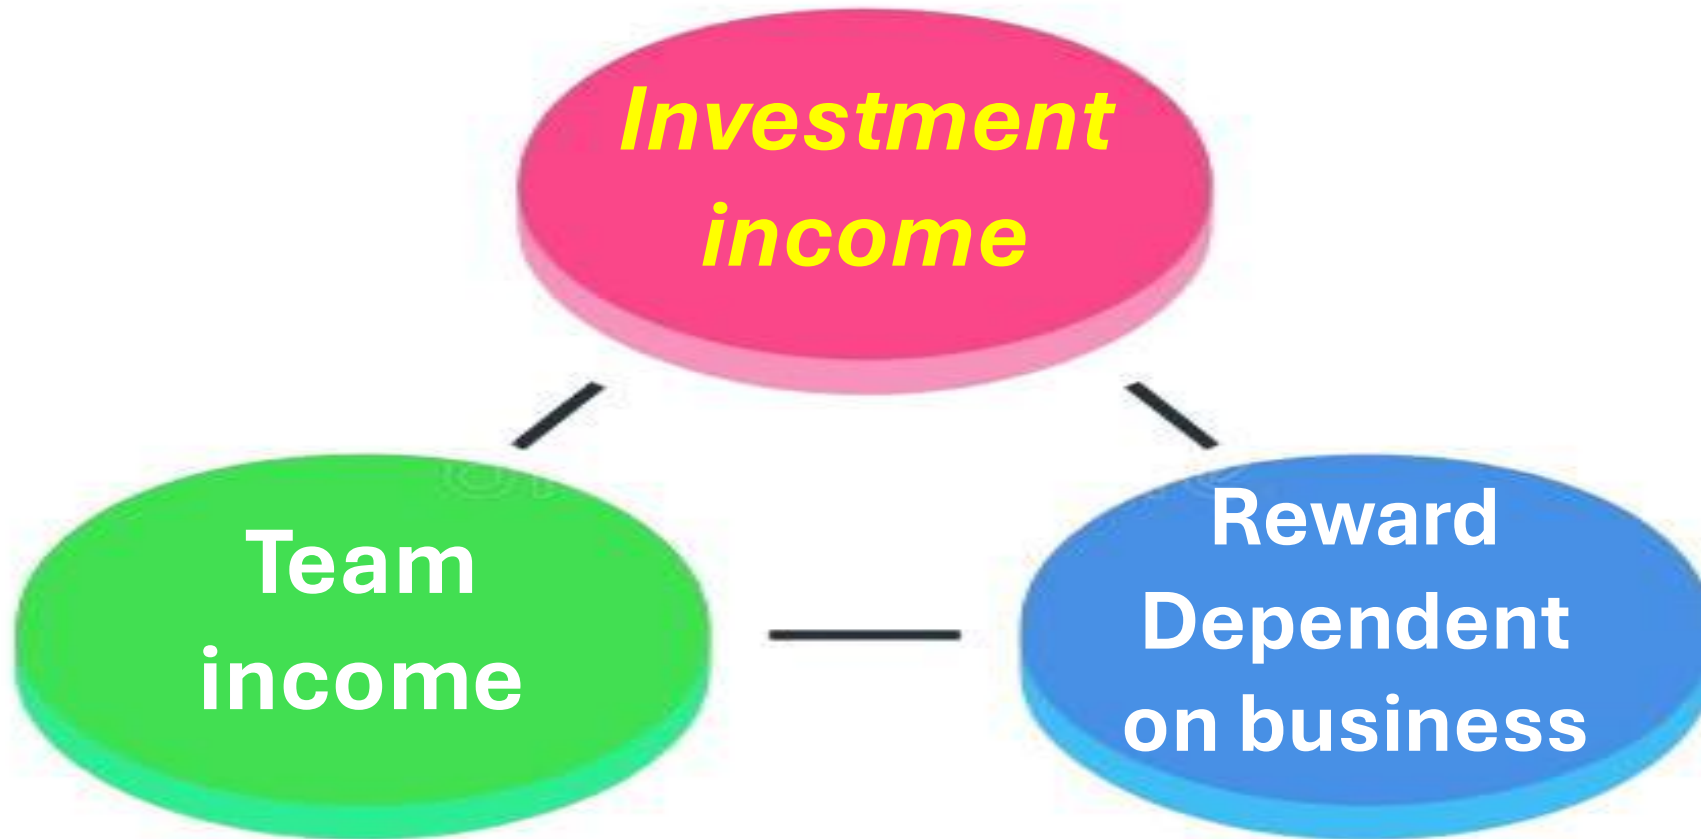 Investment
income
Team
income
Reward
Dependent
on business